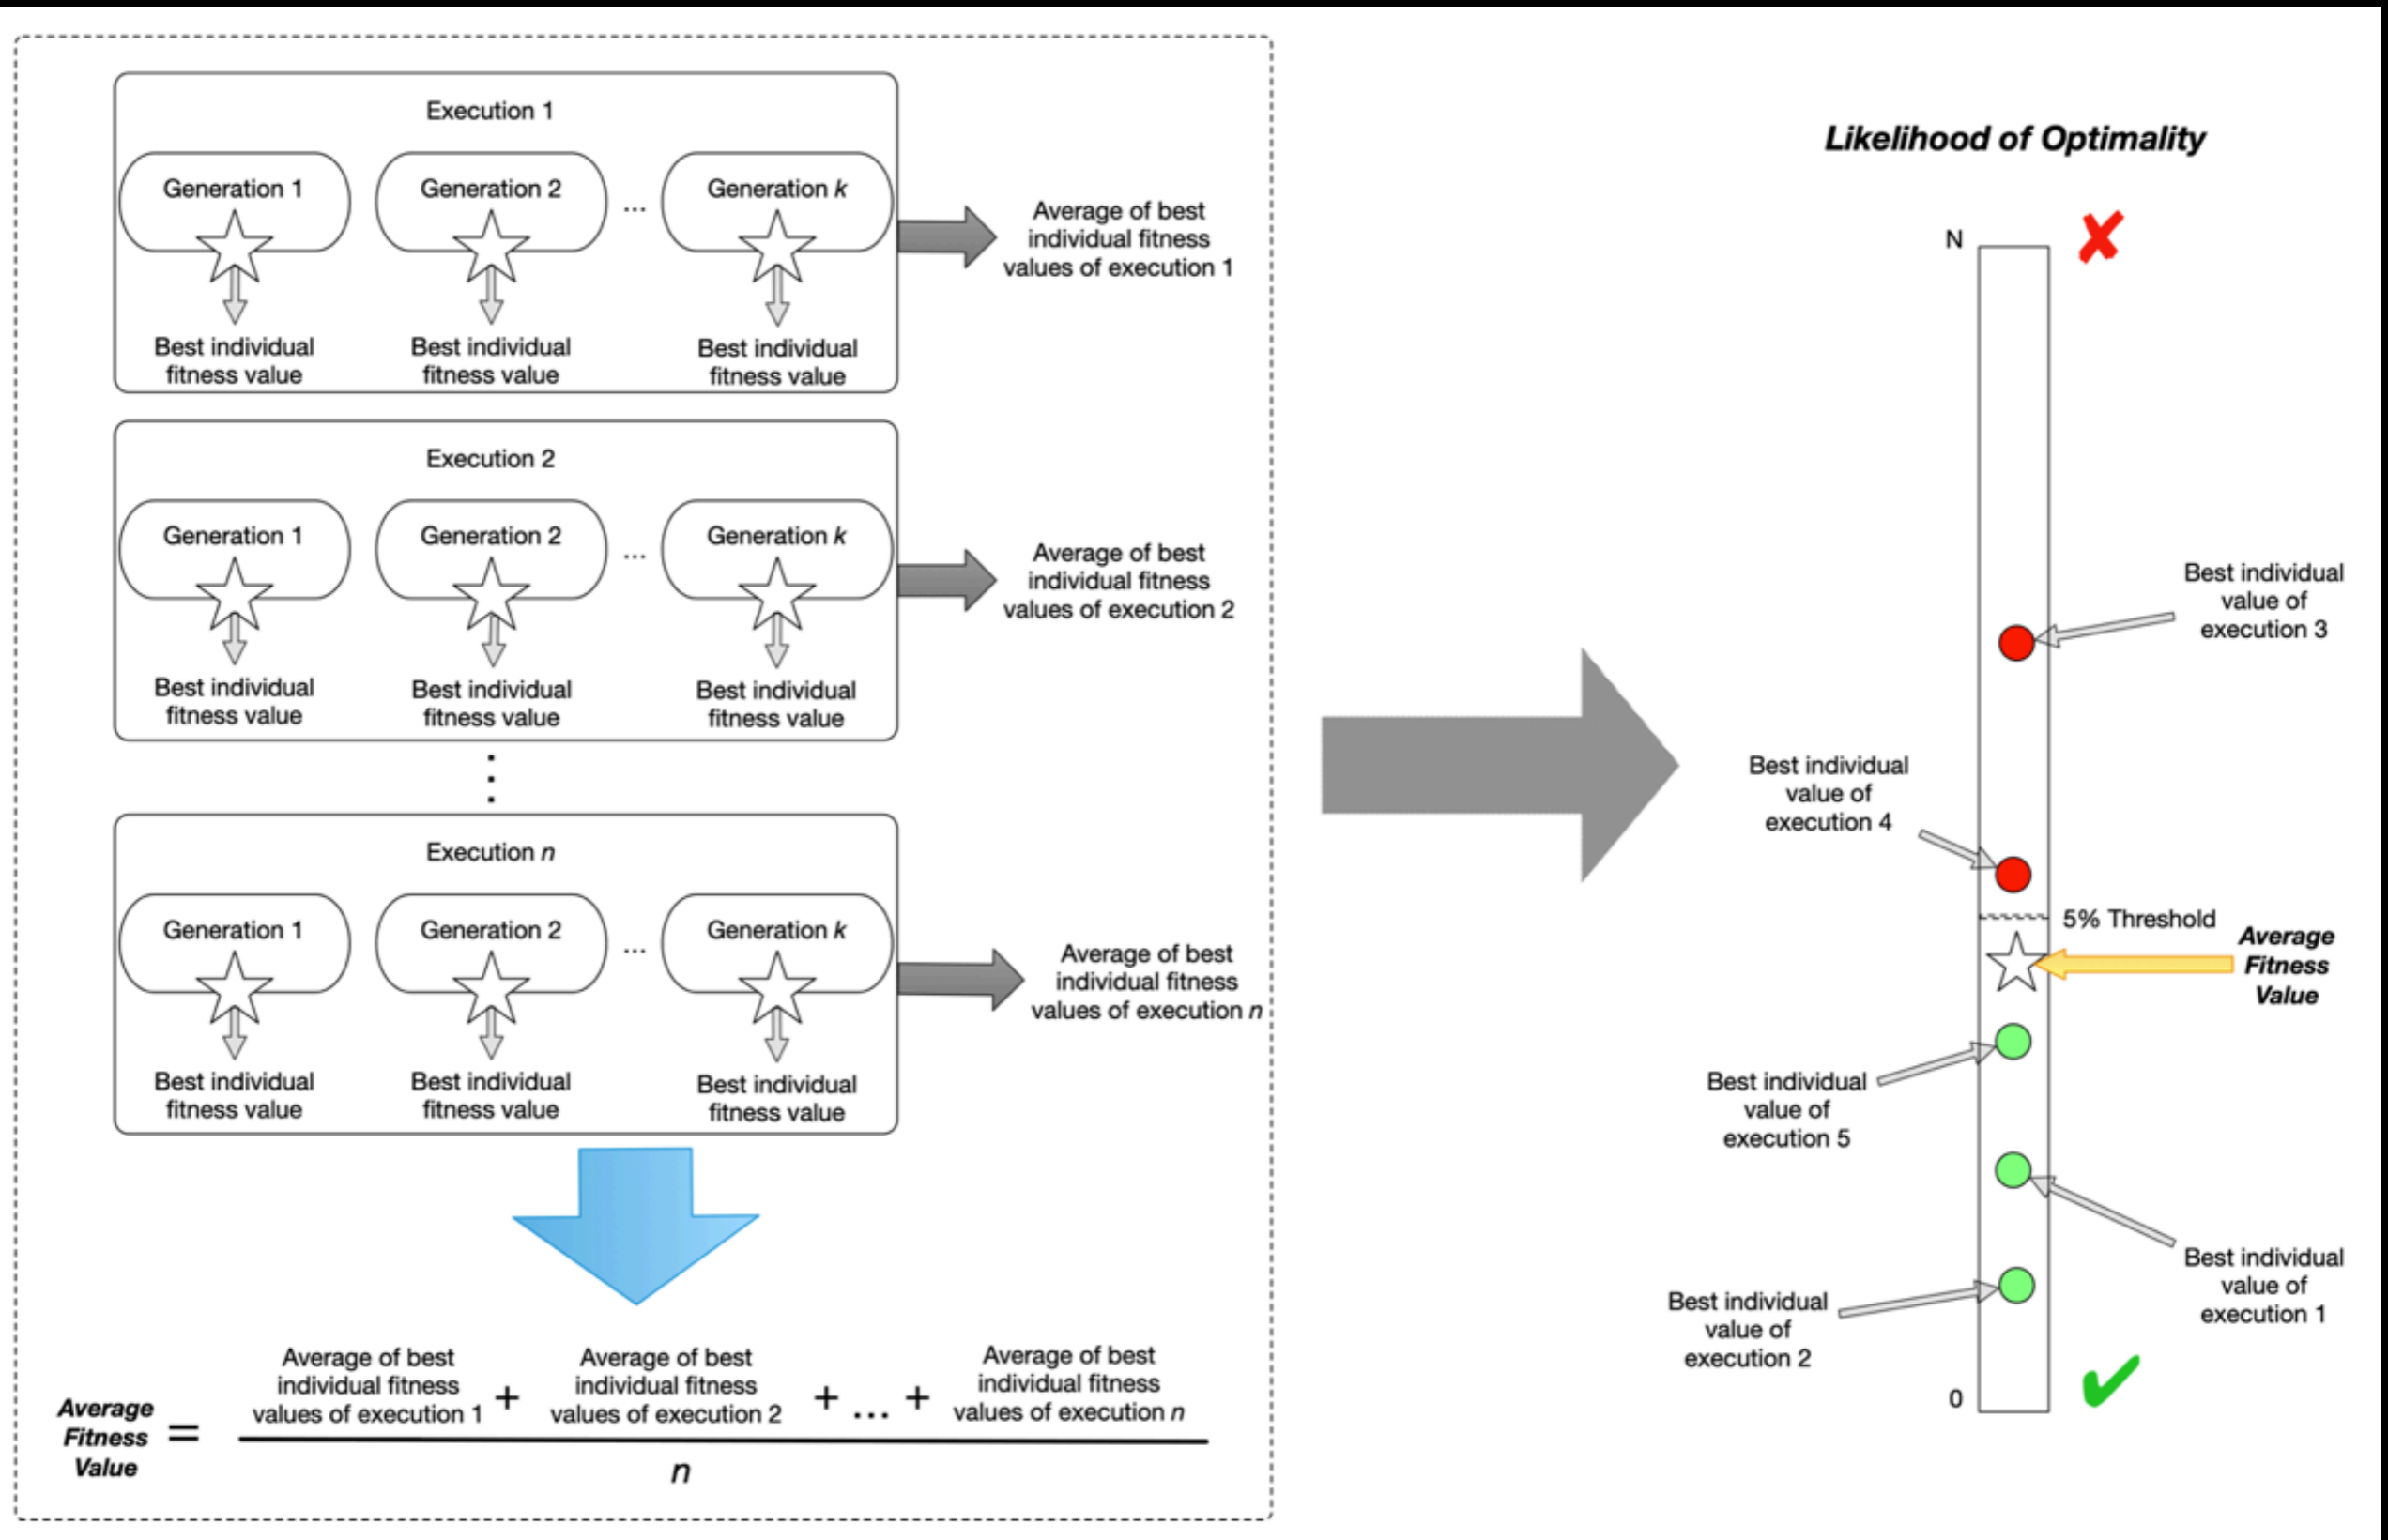 Execution 1
Generation 1
Generation 2
...
Generation k
Best individual
fitness value
Best individual
fitness value
Best individual
fitness value
Average of best
individual fitness
values of execution 1
Execution 2
Generation 1
Generation 2
...
Generation k
Best individual
fitness value
Best individual
fitness value
Best individual
fitness value
Average of best
individual fitness
values of execution 2
Execution n
Generation 1
Generation 2
...
Generation k
Best individual
fitness value
Best individual
fitness value
Best individual
fitness value
Average of best
individual fitness
values of execution n
Average
Fitness
Value
=
Average of best
individual fitness
values of execution 1
+
Average of best
individual fitness
values of execution 2
+ ... +
Average of best
individual fitness
values of execution n
n
Likelihood of Optimality
N
✘
Best individual
value of
execution 3
Best individual
value of
execution 4
5% Threshold
Average
Fitness
Value
Best individual
value of
execution 5
Best individual
value of
execution 1
Best individual
value of
execution 2
0
✔